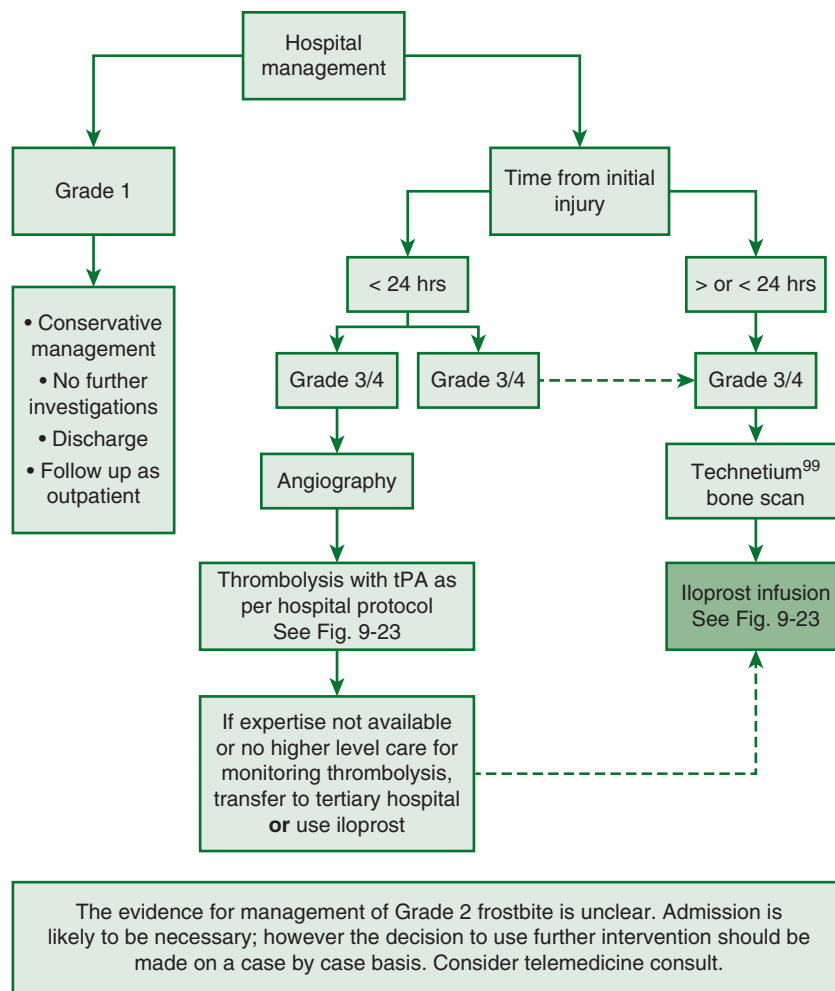 Hospital
management
Grade 1
• Conservative
management
• No further
investigations
• Discharge
• Follow up as
outpatient
Time from initial
injury
< 24 hrs
> or < 24 hrs
Grade 3/4
Grade 3/4
Grade 3/4
Angiography
Technetium⁹⁹
bone scan
Thrombolysis with tPA as
per hospital protocol
See Fig. 9-23
Iloprost infusion
See Fig. 9-23
If expertise not available
or no higher level care for
monitoring thrombolysis,
transfer to tertiary hospital
or use iloprost
The evidence for management of Grade 2 frostbite is unclear. Admission is
likely to be necessary; however the decision to use further intervention should be
made on a case by case basis. Consider telemedicine consult.